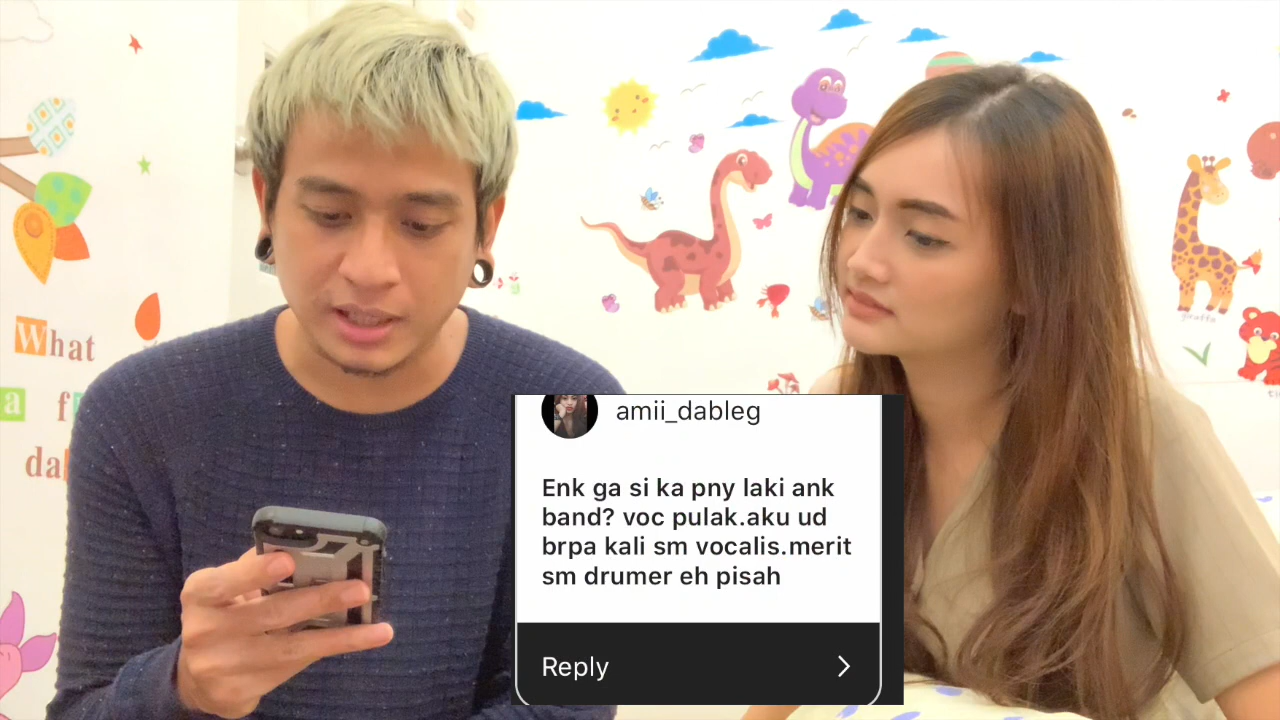 What
a f
da
giraffe
amii_dableg
Enk ga si ka pny laki ank
band? voc pulak.aku ud
brpa kali sm vocalis.merit
sm drumer eh pisah
Reply